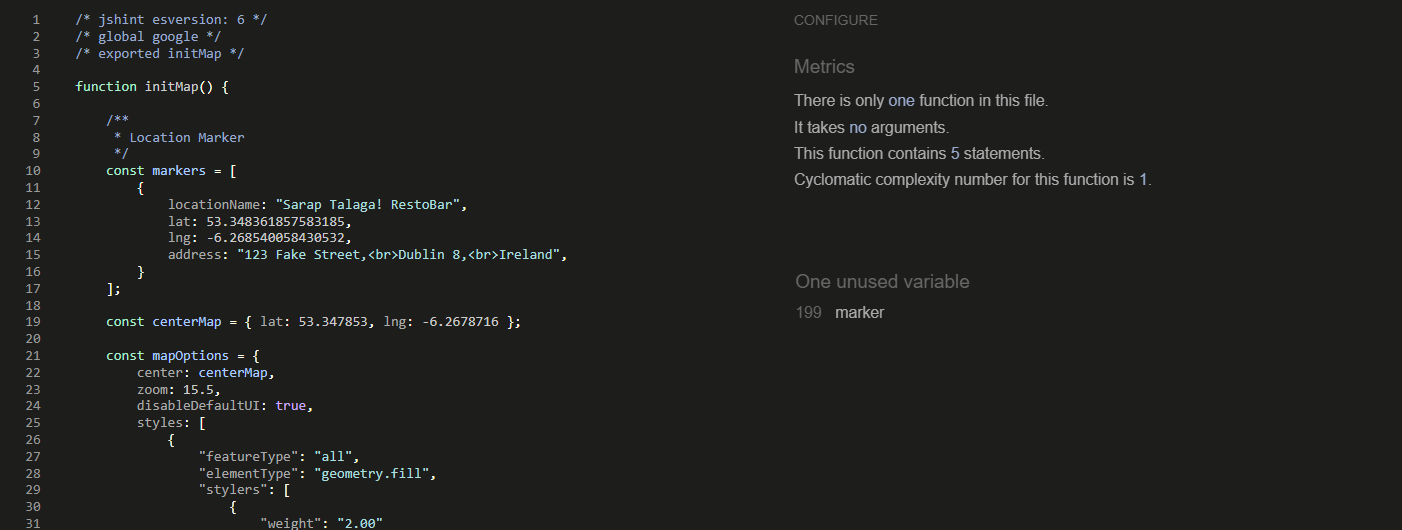 1 /* jshint esversion: 6 */
2 /* global google */
3 /* exported initMap */
4
5 function initMap() {
6
7 /**
8 * Location Marker
9 */
10 const markers = [
11 {
12 locationName: "Sarap Talaga! RestoBar",
13 lat: 53.348361857583185,
14 lng: -6.268540058430532,
15 address: "123 Fake Street,<br>Dublin 8,<br>Ireland",
16 }
17 ];
18
19 const centerMap = { lat: 53.347853, lng: -6.2678716 };
20
21 const mapOptions = {
22 center: centerMap,
23 zoom: 15.5,
24 disableDefaultUI: true,
25 styles: [
26 {
27 "featureType": "all",
28 "elementType": "geometry.fill",
29 "stylers": [
30 {
31 "weight": "2.00"
CONFIGURE
Metrics
There is only one function in this file.
It takes no arguments.
This function contains 5 statements.
Cyclomatic complexity number for this function is 1.
One unused variable
199 marker